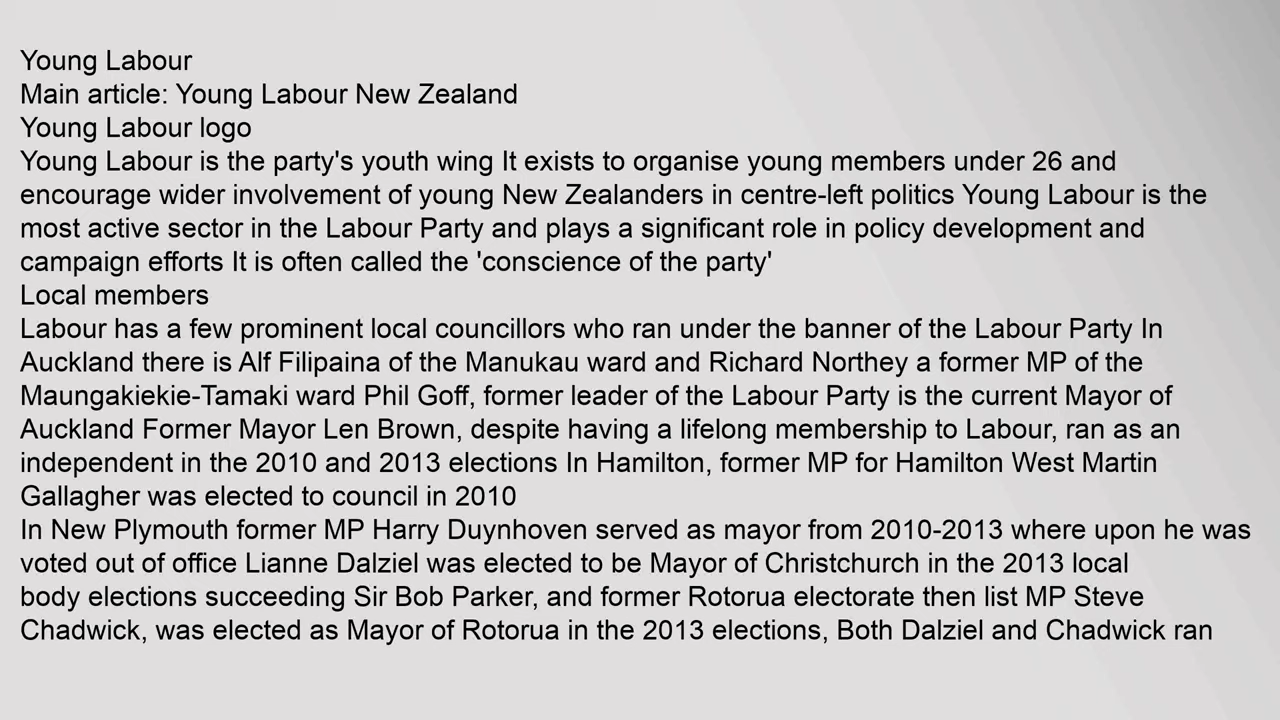 Young Labour
Main article: Young Labour New Zealand
Young Labour logo
Young Labour is the party's youth wing It exists to organise young members under 26 and
encourage wider involvement of young New Zealanders in centre-left politics Young Labour is the
most active sector in the Labour Party and plays a significant role in policy development and
campaign efforts It is often called the 'conscience of the party'
Local members
Labour has a few prominent local councillors who ran under the banner of the Labour Party In
Auckland there is Alf Filipaina of the Manukau ward and Richard Northey a former MP of the
Maungakiekie-Tamaki ward Phil Goff, former leader of the Labour Party is the current Mayor of
Auckland Former Mayor Len Brown, despite having a lifelong membership to Labour, ran as an
independent in the 2010 and 2013 elections In Hamilton, former MP for Hamilton West Martin
Gallagher was elected to council in 2010
In New Plymouth former MP Harry Duynhoven served as mayor from 2010-2013 where upon he was
voted out of office Lianne Dalziel was elected to be Mayor of Christchurch in the 2013 local
body elections succeeding Sir Bob Parker, and former Rotorua electorate then list MP Steve
Chadwick, was elected as Mayor of Rotorua in the 2013 elections, Both Dalziel and Chadwick ran